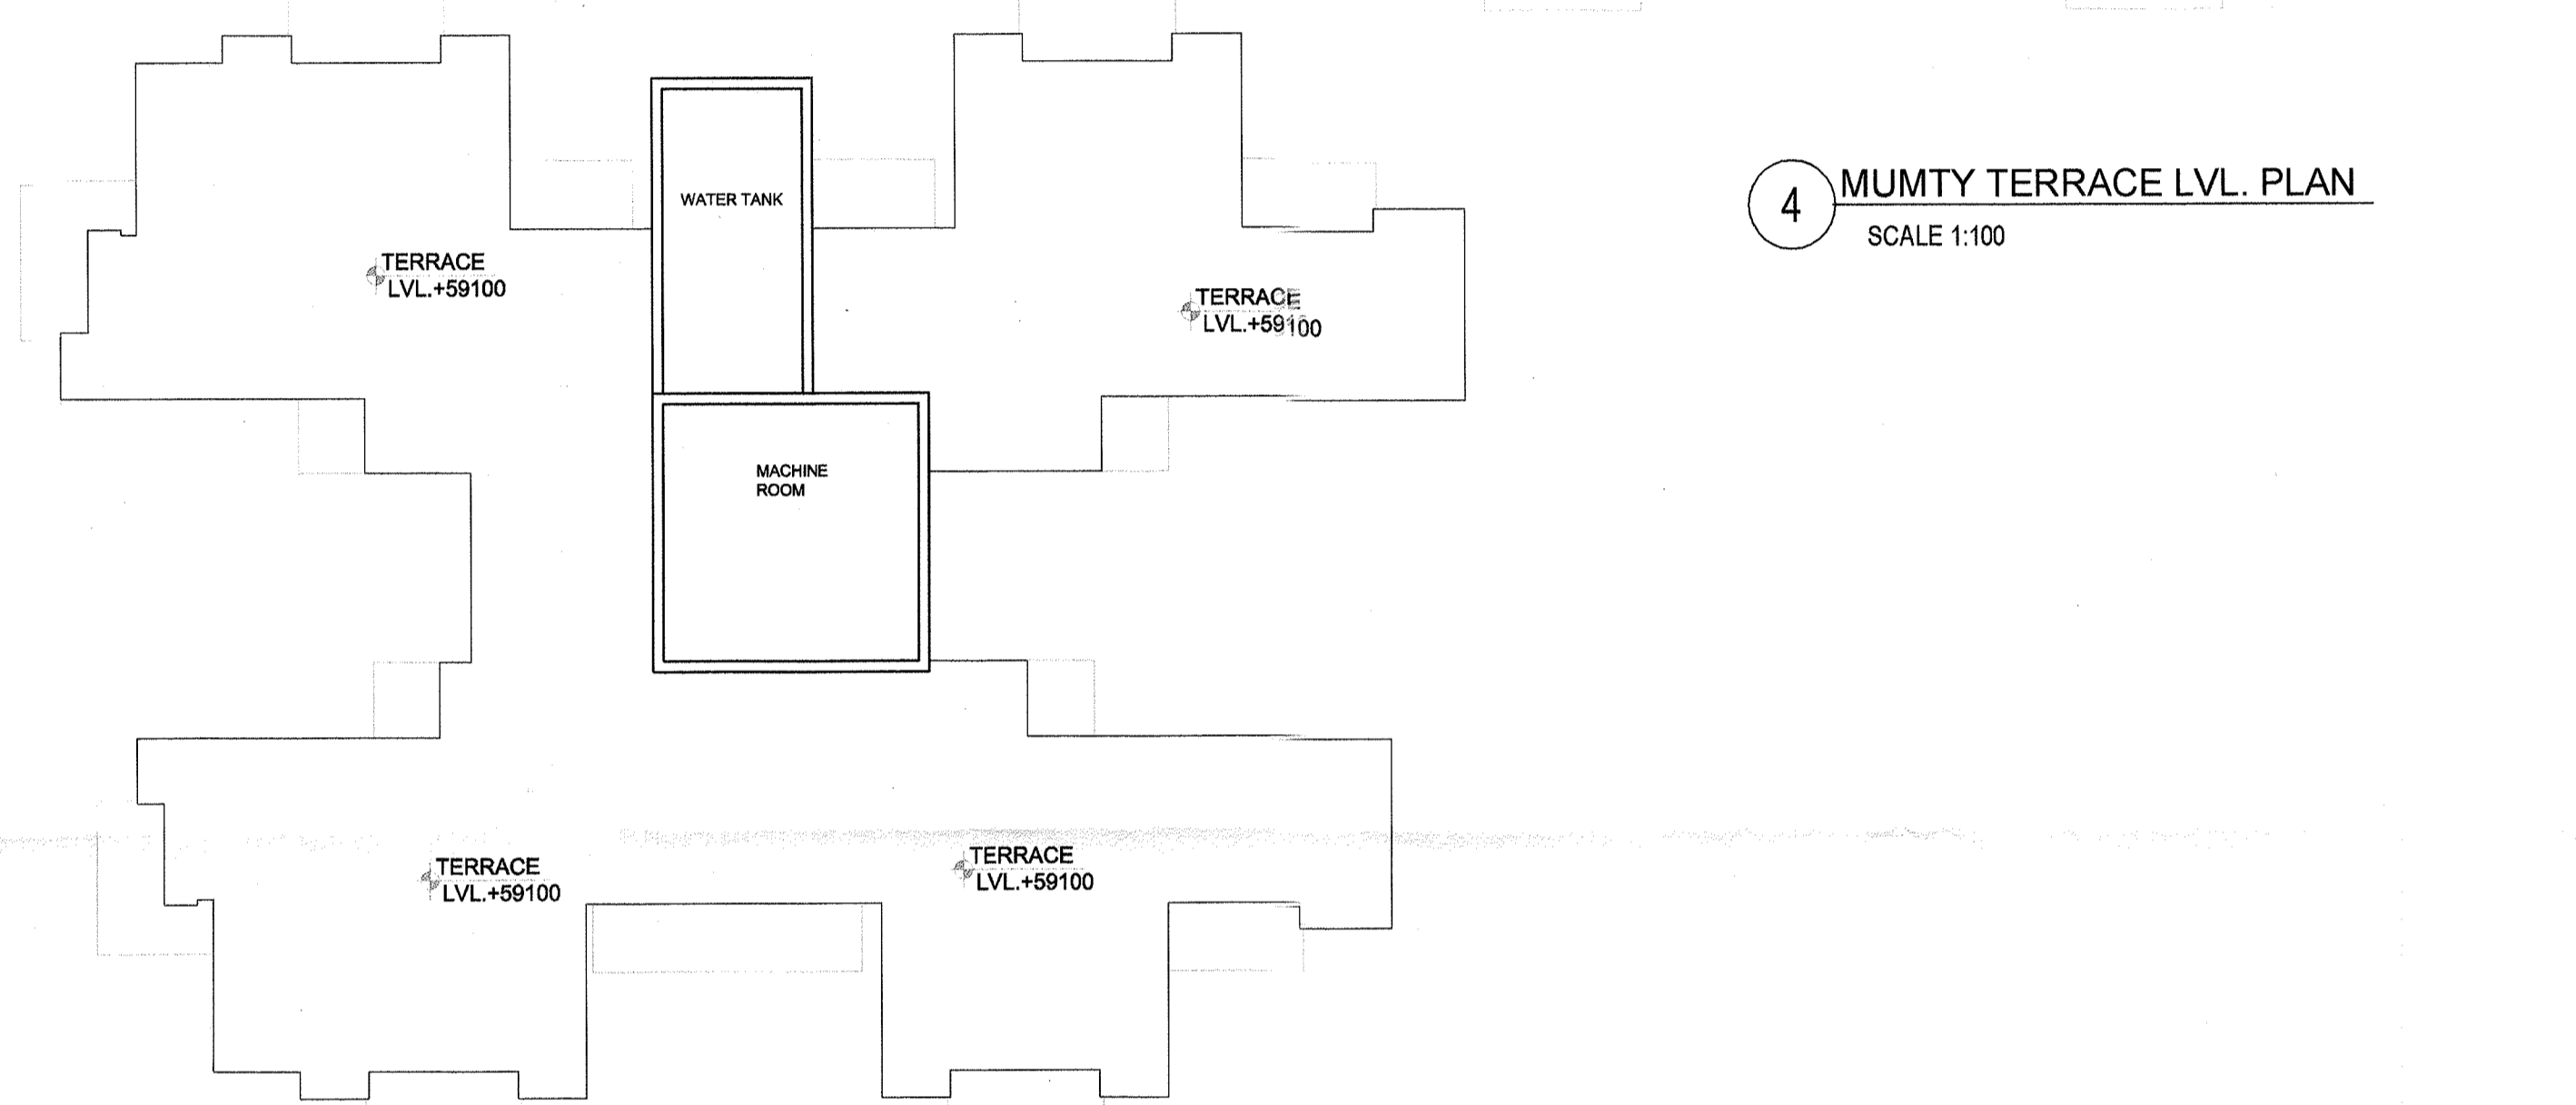 WATER TANK
TERRACE
LVL.+59100
TERRACE
LVL.+59100
4
MUMTY TERRACE LVL. PLAN
SCALE 1:100
MACHINE
ROOM
TERRACE
LVL.+59100
TERRACE
LVL.+59100